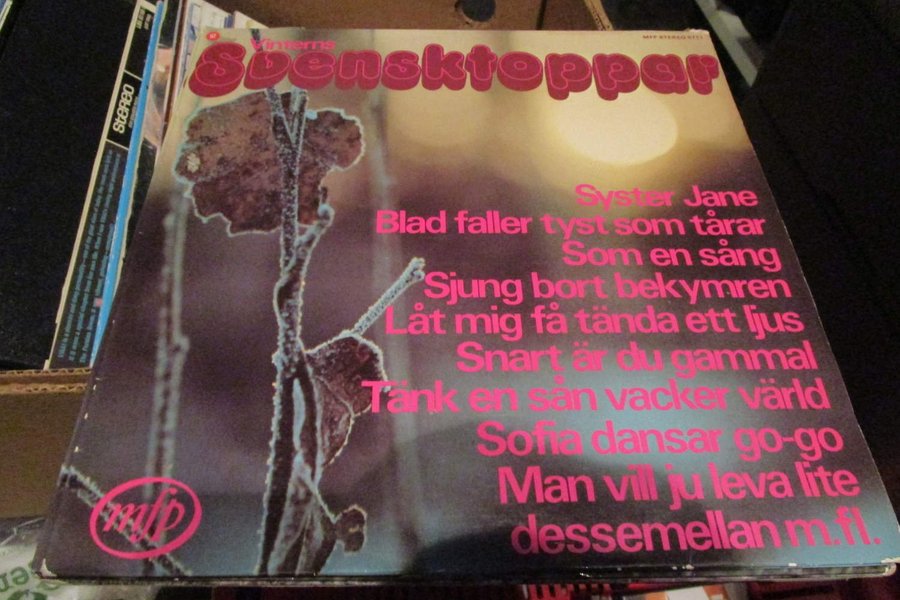 Vinterns
Svensktoppar
MFP STEREO
Syster Jane
Blad faller tyst som tårar
Som en sång
Sjung bort bekymren
Låt mig få tända ett ljus
Snart är du gammal
Tänk en sån vacker värld
Sofia dansar go-go
Man vill ju leva lite
dessemellan m.fl.
mfp
stereo